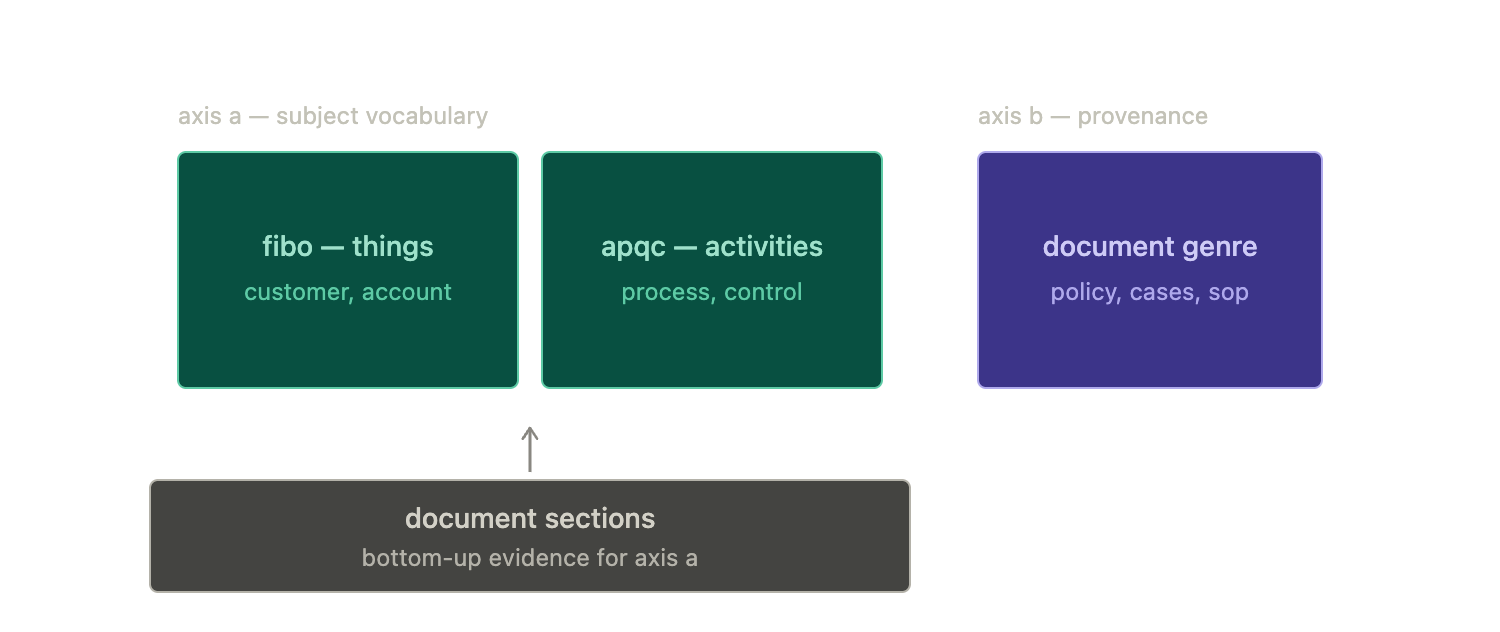 axis a — subject vocabulary
axis b — provenance
fibo — things
customer, account
apqc — activities
process, control
document genre
policy, cases, sop
document sections
bottom-up evidence for axis a